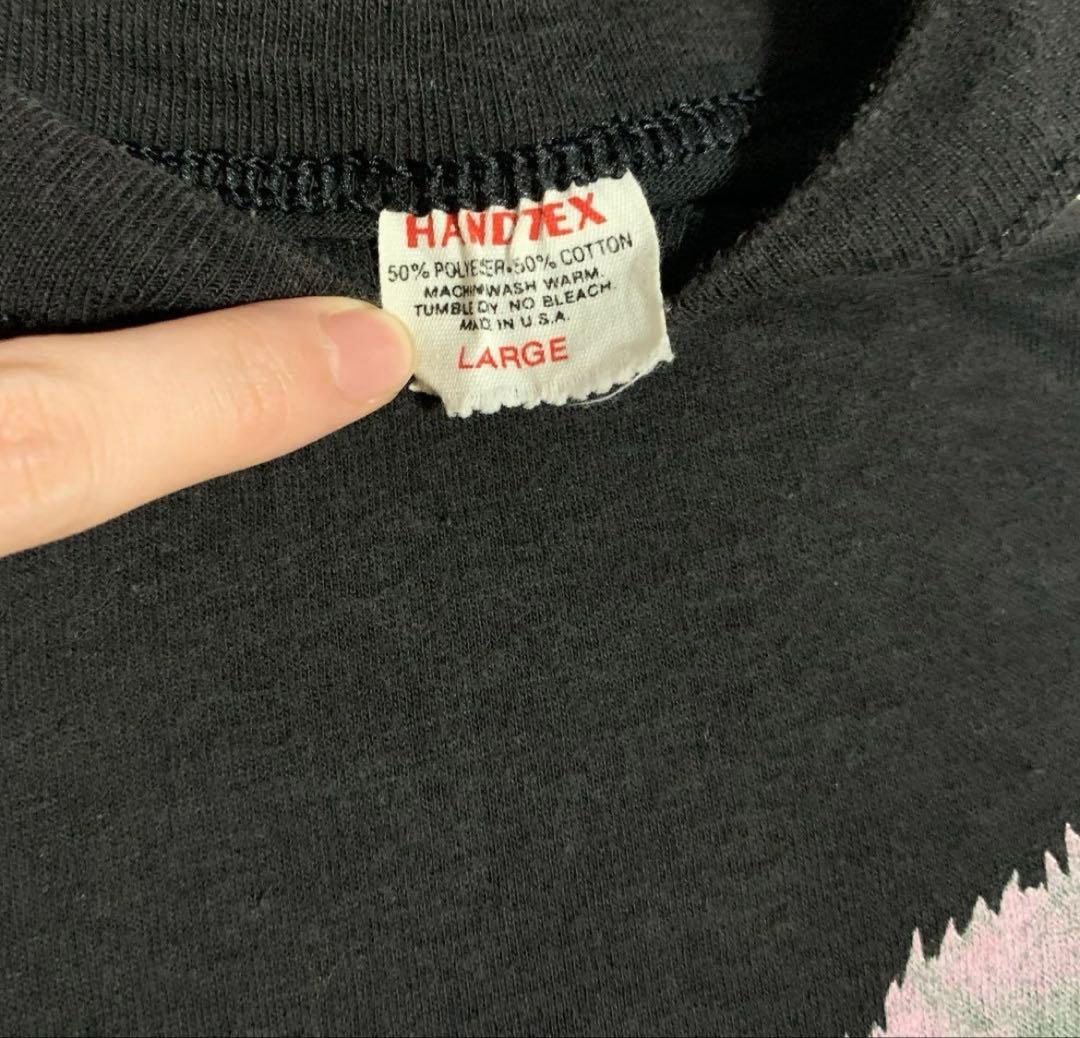 HANDTEX
50% POLYESTER•50% COTTON
MACHINE WASH WARM.
TUMBLE DRY. NO BLEACH.
MADE IN U.S.A.
LARGE